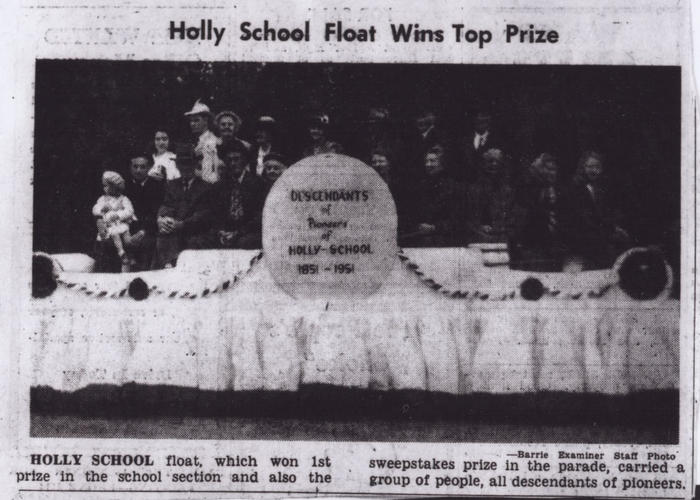 Holly School Float Wins Top Prize
DESCENDANTS
of
Pioneers
of
HOLLY-SCHOOL
1851-1951
—Barrie Examiner Staff Photo
HOLLY SCHOOL float, which won 1st
prize in the school section and also the
sweepstakes prize in the parade, carried a
group of people, all descendants of pioneers.